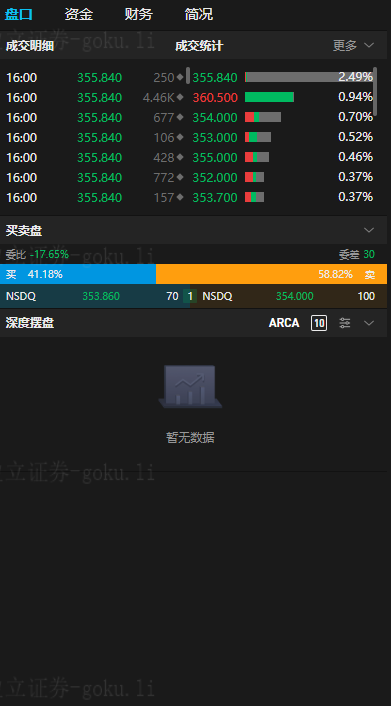 盘口 资金 财务 简况
成交明细 成交统计 更多
16:00 355.840 250 355.840 2.49%
16:00 355.840 4.46K 360.500 0.94%
16:00 355.840 677 354.000 0.70%
16:00 355.840 106 353.000 0.52%
16:00 355.840 428 355.000 0.46%
16:00 355.840 772 352.000 0.37%
16:00 355.840 157 353.700 0.37%
买卖盘
委比 -17.65% 委差 30
买 41.18% 58.82% 卖
NSDQ 353.860 70 1 NSDQ 354.000 100
深度摆盘 ARCA 10
暂无数据
立证券-goku.li
立证券-goku.li
立证券-goku.li
立证券-goku.li